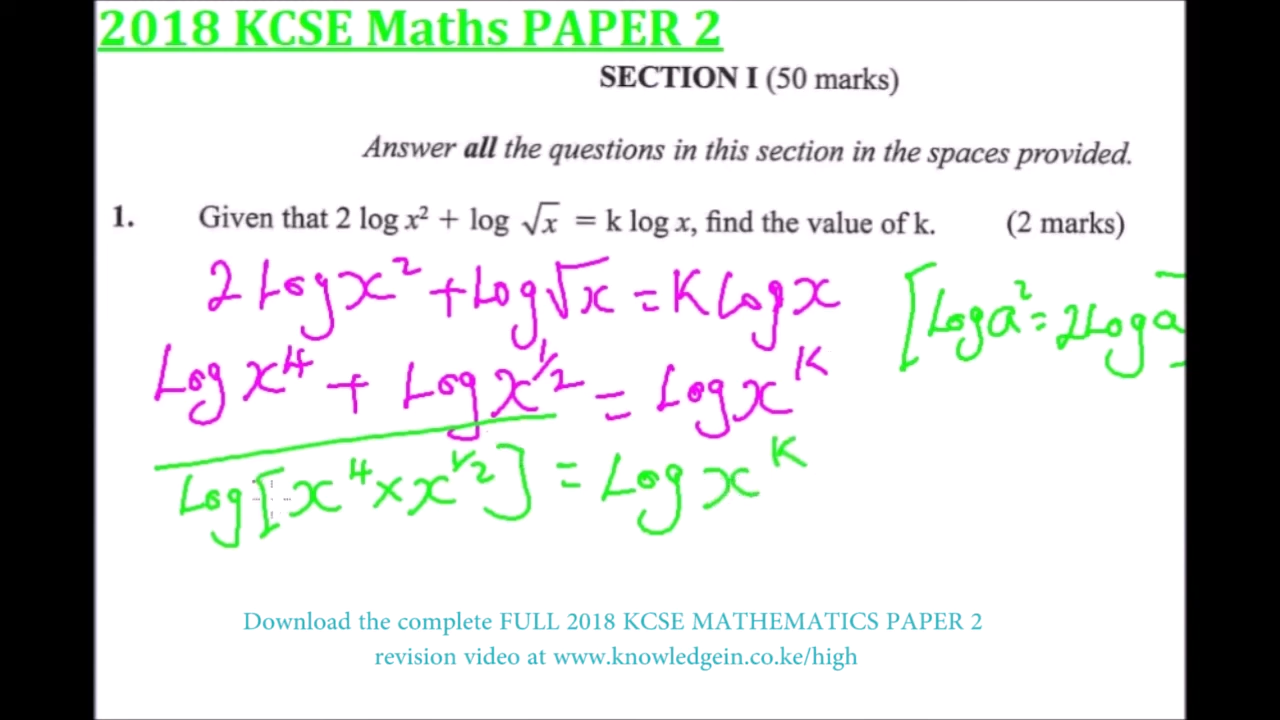 2018 KCSE Maths PAPER 2
SECTION I (50 marks)
Answer all the questions in this section in the spaces provided.
1. Given that 2 log x² + log √x = k log x, find the value of k. (2 marks)
2 Log x² + Log √x = K Log x
[Log a² = 2 Log a]
Log x⁴ + Log x^½ = Log x^K
Log [x⁴ × x^½] = Log x^K
Download the complete FULL 2018 KCSE MATHEMATICS PAPER 2
revision video at www.knowledgein.co.ke/high